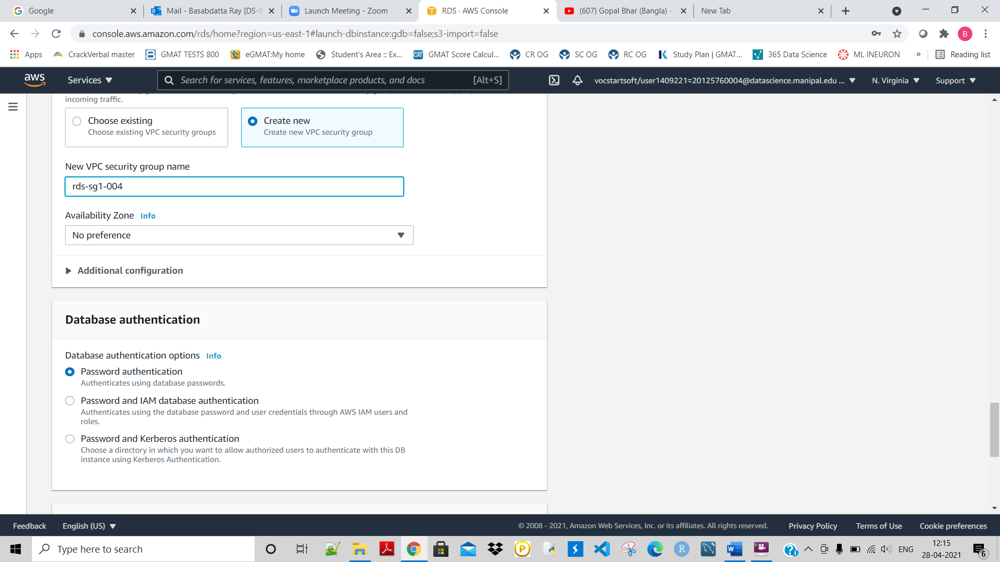 Google
Mail - Basabdatta Ray [DS-B
Launch Meeting - Zoom
RDS · AWS Console
(607) Gopal Bhar (Bangla) -
New Tab
console.aws.amazon.com/rds/home?region=us-east-1#launch-dbinstance:gdb=false;s3-import=false
B
Apps
CrackVerbal master
GMAT TESTS 800
eGMAT:My home
Student's Area :: Ex...
CAT
GMAT Score Calcul...
CR OG
SC OG
RC OG
Study Plan | GMAT...
365 Data Science
ML INEURON
»
Reading list
aws
Services
Search for services, features, marketplace products, and docs
[Alt+S]
vocstartsoft/user1409221=20125760004@datascience.manipal.edu ...
N. Virginia
Support
incoming traffic.
Choose existing
Choose existing VPC security groups
Create new
Create new VPC security group
New VPC security group name
rds-sg1-004
Availability Zone Info
No preference
Additional configuration
Database authentication
Database authentication options Info
Password authentication
Authenticates using database passwords.
Password and IAM database authentication
Authenticates using the database password and user credentials through AWS IAM users and
roles.
Password and Kerberos authentication
Choose a directory in which you want to allow authorized users to authenticate with this DB
instance using Kerberos Authentication.
Feedback
English (US)
© 2008 - 2021, Amazon Web Services, Inc. or its affiliates. All rights reserved.
Privacy Policy
Terms of Use
Cookie preferences
Type here to search
ENG
12:15
28-04-2021
6